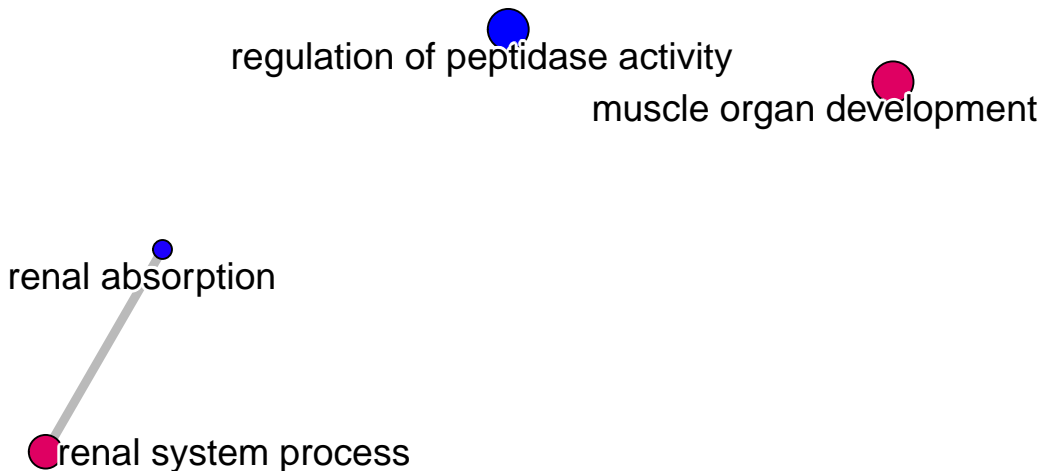 regulation of peptidase activity
muscle organ development
renal absorption
renal system process